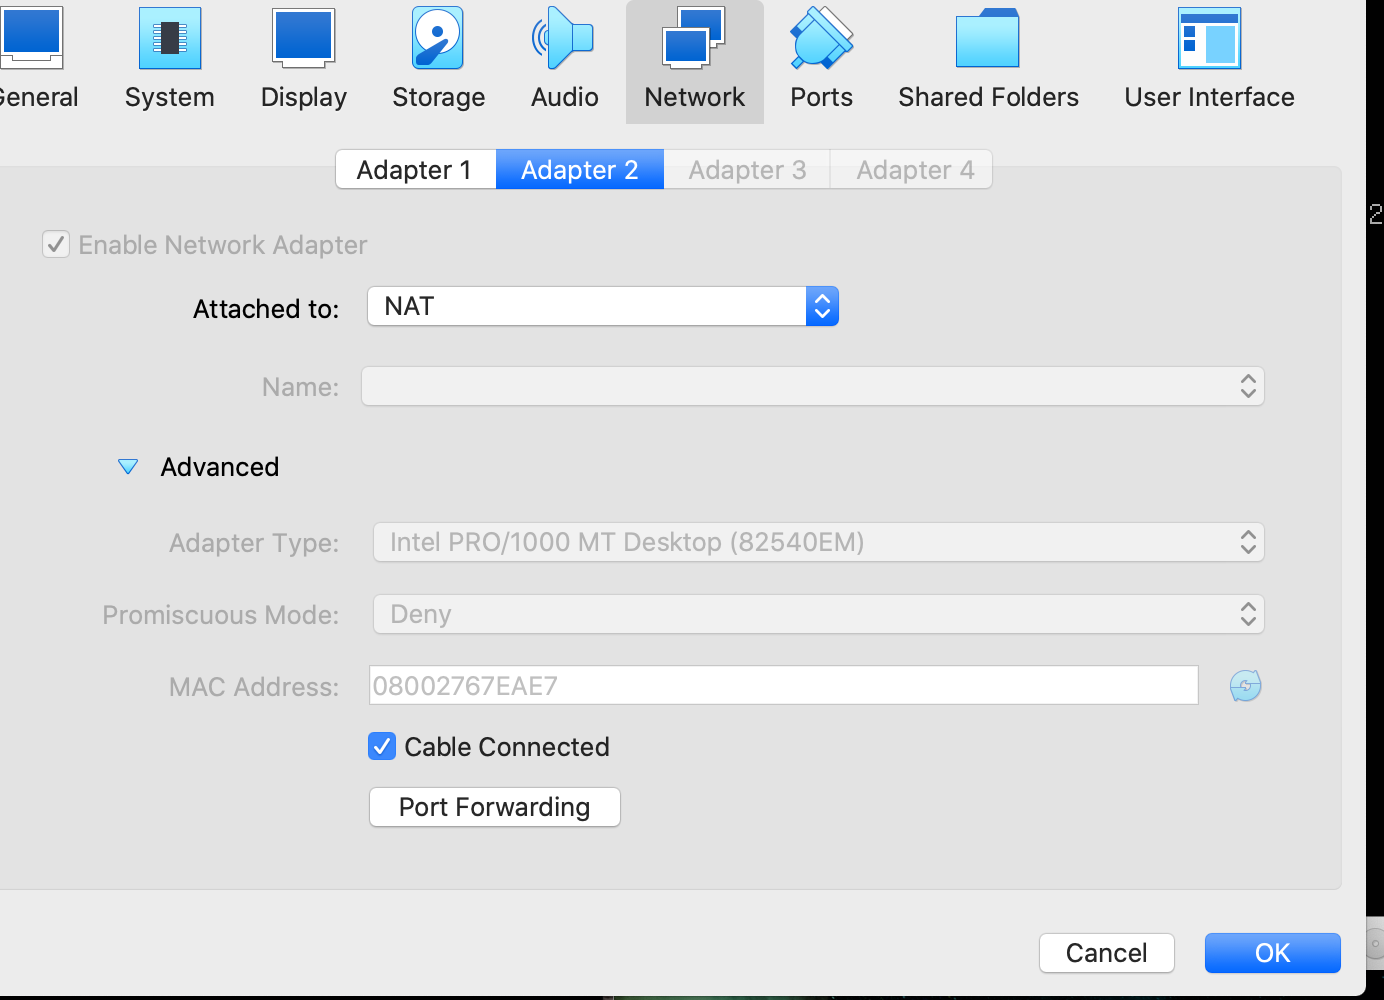 General System Display Storage Audio Network Ports Shared Folders User Interface
Adapter 1 Adapter 2 Adapter 3 Adapter 4
2
Enable Network Adapter
Attached to: NAT
Name:
Advanced
Adapter Type: Intel PRO/1000 MT Desktop (82540EM)
Promiscuous Mode: Deny
MAC Address: 08002767EAE7
Cable Connected
Port Forwarding
Cancel OK